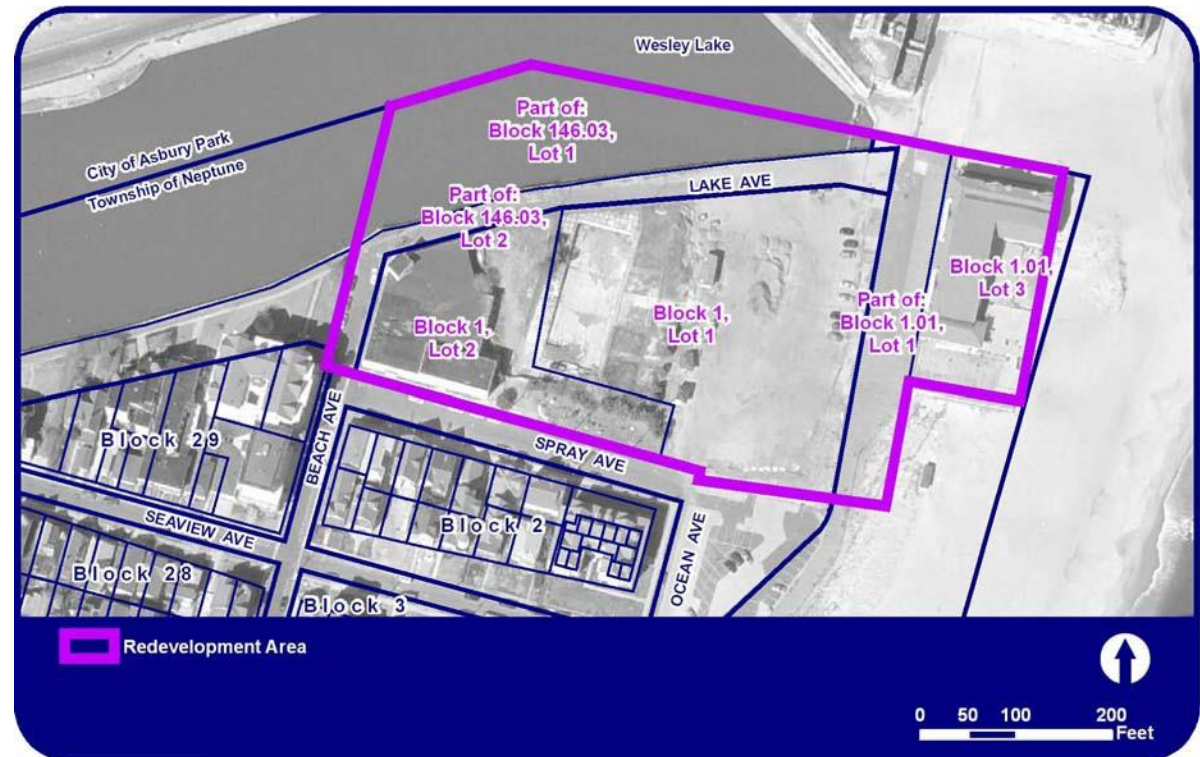 Wesley Lake
City of Asbury Park
Township of Neptune
Part of:
Block 146.03,
Lot 1
Part of:
Block 146.03,
Lot 2
LAKE AVE
Block 1,
Lot 2
Block 1,
Lot 1
Part of:
Block 1.01,
Lot 1
Block 1.01,
Lot 3
Block 29
BEACH AVE
SPRAY AVE
SEAVIEW AVE
Block 2
OCEAN AVE
Block 28
Block 3
Redevelopment Area
0 50 100 200
Feet